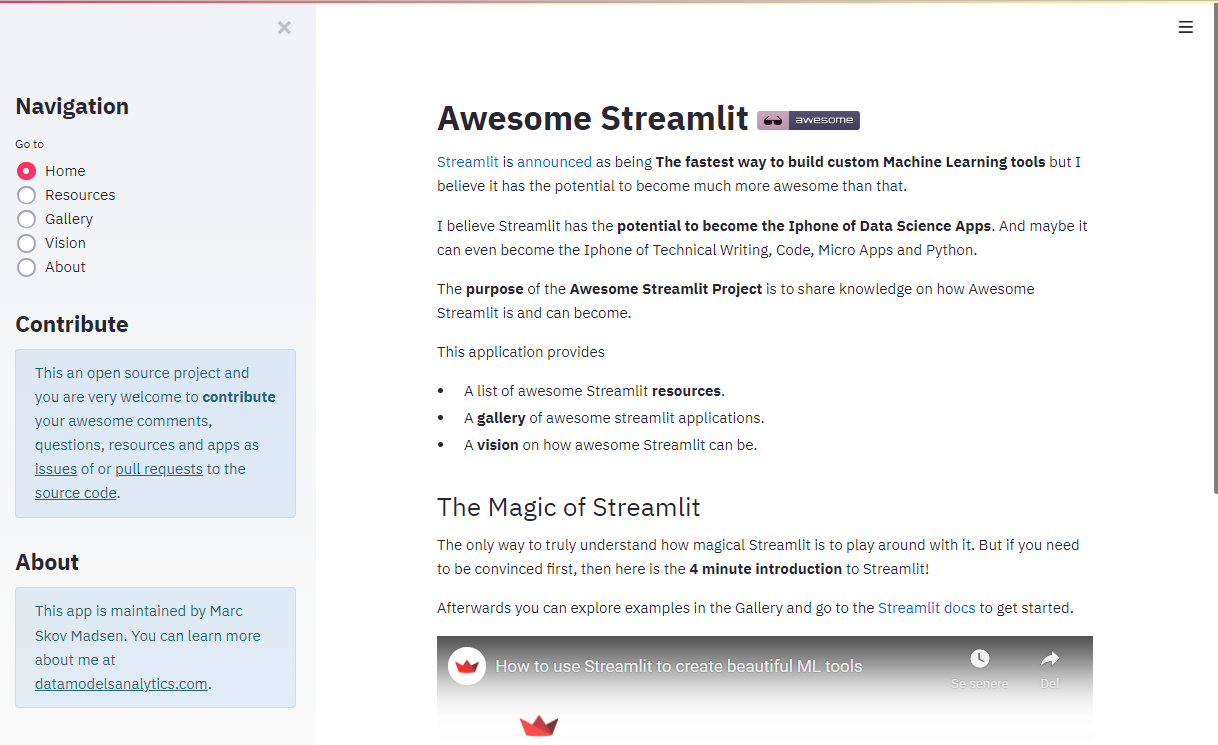 Navigation
Go to
Home
Resources
Gallery
Vision
About
Contribute
This an open source project and
you are very welcome to contribute
your awesome comments,
questions, resources and apps as
issues of or pull requests to the
source code.
About
This app is maintained by Marc
Skov Madsen. You can learn more
about me at
datamodelsanalytics.com.
Awesome Streamlit awesome
Streamlit is announced as being The fastest way to build custom Machine Learning tools but I
believe it has the potential to become much more awesome than that.
I believe Streamlit has the potential to become the Iphone of Data Science Apps. And maybe it
can even become the Iphone of Technical Writing, Code, Micro Apps and Python.
The purpose of the Awesome Streamlit Project is to share knowledge on how Awesome
Streamlit is and can become.
This application provides
• A list of awesome Streamlit resources.
• A gallery of awesome streamlit applications.
• A vision on how awesome Streamlit can be.
The Magic of Streamlit
The only way to truly understand how magical Streamlit is to play around with it. But if you need
to be convinced first, then here is the 4 minute introduction to Streamlit!
Afterwards you can explore examples in the Gallery and go to the Streamlit docs to get started.
How to use Streamlit to create beautiful ML tools
Se senere Del